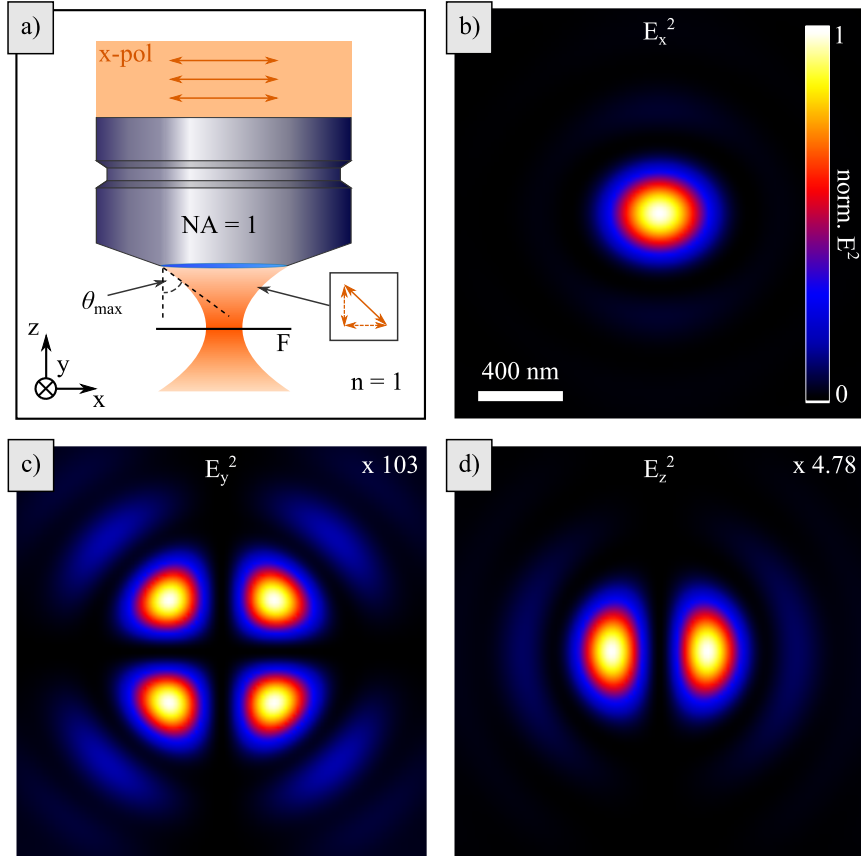 a)
x-pol
NA = 1
θmax
F
z
y
x
n = 1
b)
Ex²
1
norm. E²
0
400 nm
c)
Ey²
x 103
d)
Ez²
x 4.78